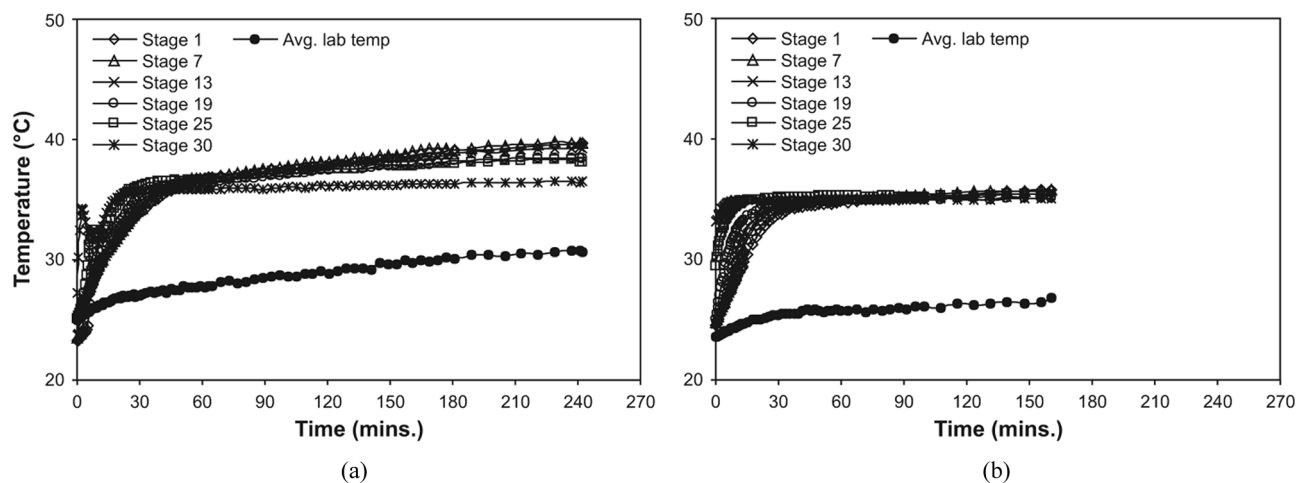 50
40
30
20
Temperature (°C)
Stage 1
Avg. lab temp
Stage 7
Stage 13
Stage 19
Stage 25
Stage 30
0 30 60 90 120 150 180 210 240 270
Time (mins.)
(a)
50
40
30
20
Stage 1
Avg. lab temp
Stage 7
Stage 13
Stage 19
Stage 25
Stage 30
0 30 60 90 120 150 180 210 240 270
Time (mins.)
(b)